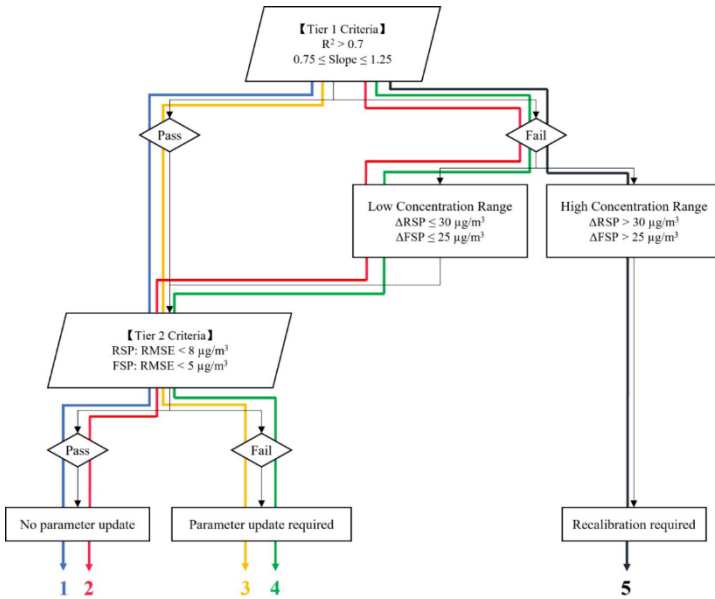 【Tier 1 Criteria】
R² > 0.7
0.75 ≤ Slope ≤ 1.25
Pass
Fail
Low Concentration Range
ΔRSP ≤ 30 µg/m³
ΔFSP ≤ 25 µg/m³
High Concentration Range
ΔRSP > 30 µg/m³
ΔFSP > 25 µg/m³
【Tier 2 Criteria】
RSP: RMSE < 8 µg/m³
FSP: RMSE < 5 µg/m³
Pass
Fail
No parameter update
Parameter update required
Recalibration required
1
2
3
4
5